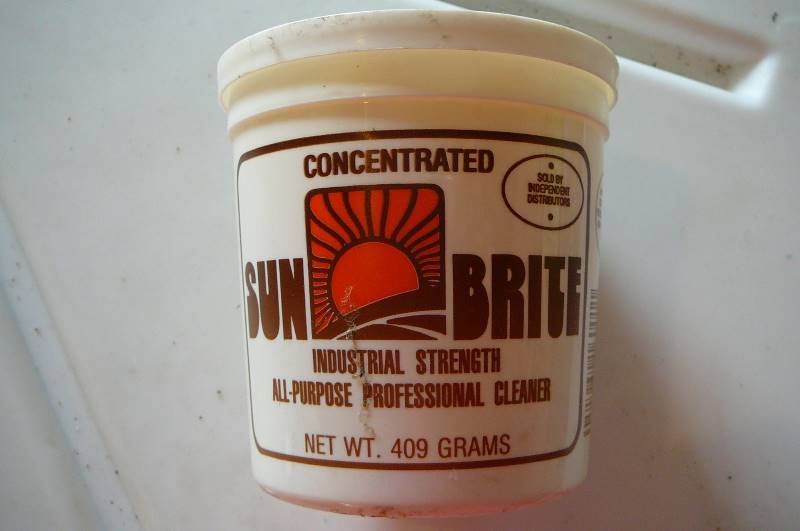 CONCENTRATED
SOLD BY
INDEPENDENT
DISTRIBUTORS
SUN BRITE
INDUSTRIAL STRENGTH
ALL-PURPOSE PROFESSIONAL CLEANER
NET WT. 409 GRAMS